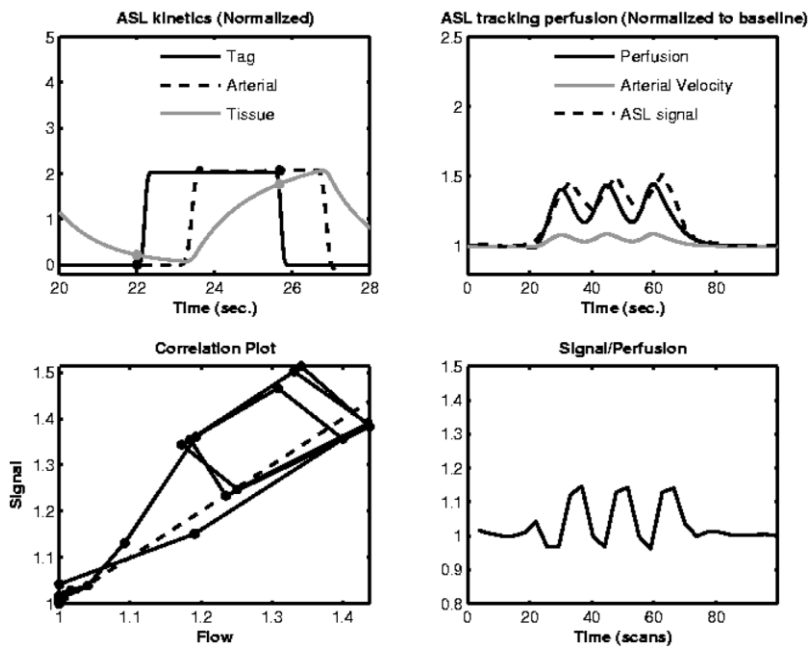 ASL kinetics (Normalized)
5
4
3
2
1
0
Tag
Arterial
Tissue
20 22 24 26 28
Time (sec.)
ASL tracking perfusion (Normalized to baseline)
2.5
2
1.5
1
Perfusion
Arterial Velocity
ASL signal
0 20 40 60 80
Time (sec.)
Correlation Plot
Signal
1.5
1.4
1.3
1.2
1.1
1
1 1.1 1.2 1.3 1.4
Flow
Signal/Perfusion
1.5
1.4
1.3
1.2
1.1
1
0.9
0.8
0 20 40 60 80
Time (scans)